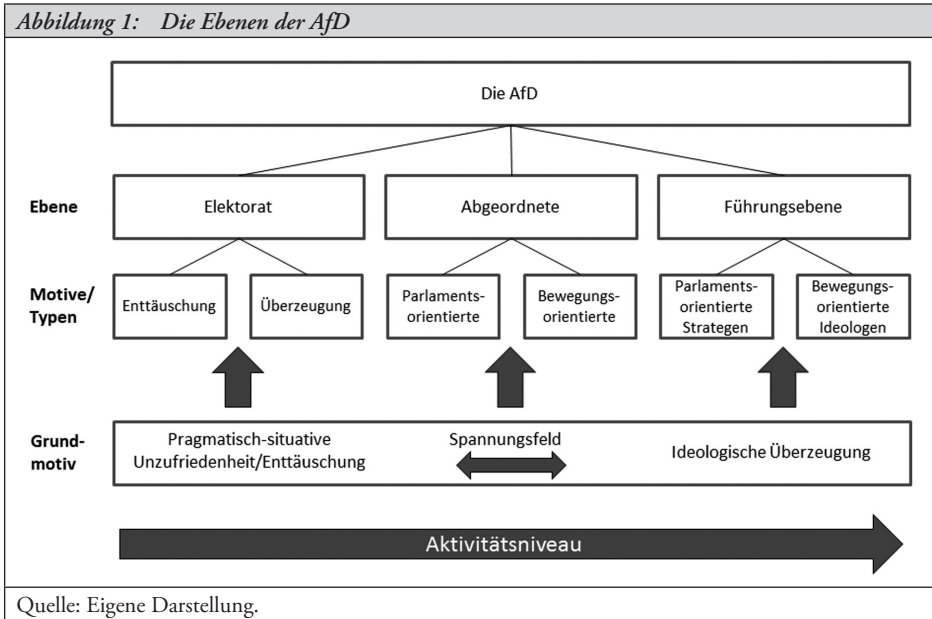 Abbildung 1: Die Ebenen der AfD
Die AfD
Ebene
Elektorat
Abgeordnete
Führungsebene
Motive/
Typen
Enttäuschung
Überzeugung
Parlaments-
orientierte
Bewegungs-
orientierte
Parlaments-
orientierte
Strategen
Bewegungs-
orientierte
Ideologen
Grund-
motiv
Pragmatisch-situative
Unzufriedenheit/Enttäuschung
Spannungsfeld
Ideologische Überzeugung
Aktivitätsniveau
Quelle: Eigene Darstellung.